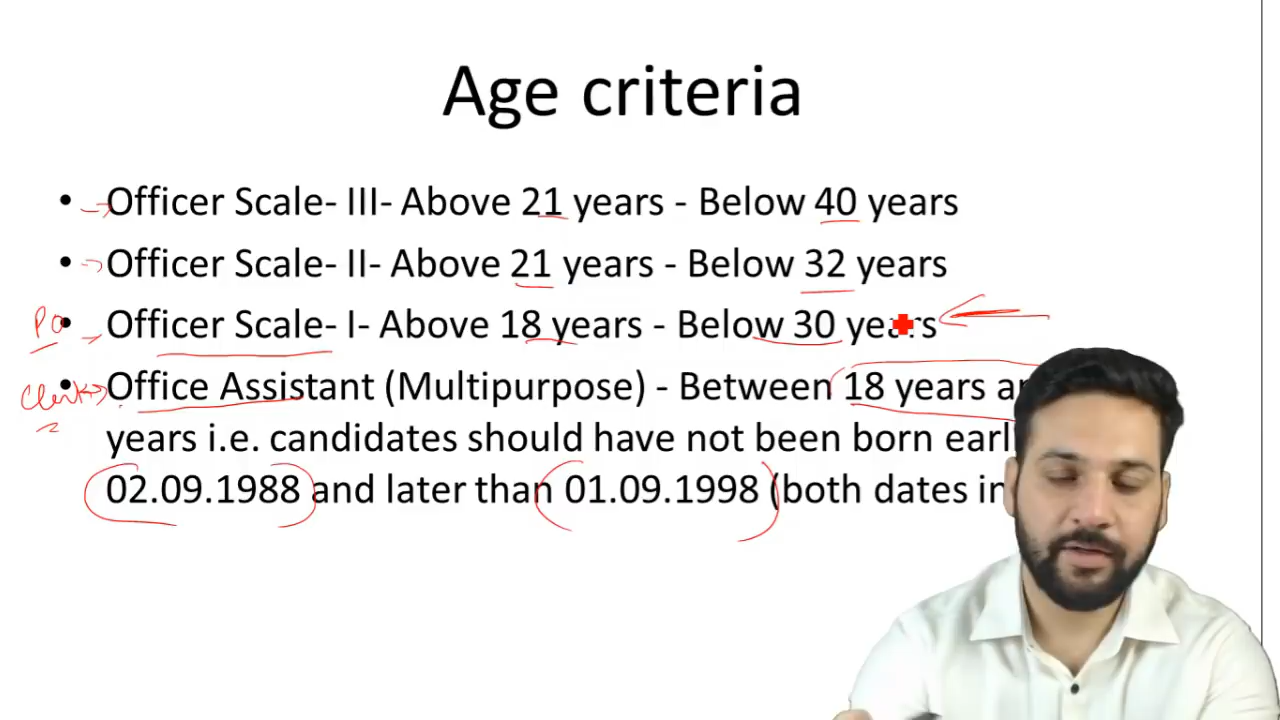 Age criteria
• Officer Scale- III- Above 21 years - Below 40 years
• Officer Scale- II- Above 21 years - Below 32 years
PO • Officer Scale- I- Above 18 years - Below 30 years
Clerk • Office Assistant (Multipurpose) - Between 18 years
years i.e. candidates should have not been born
02.09.1988 and later than 01.09.1998 (both dates